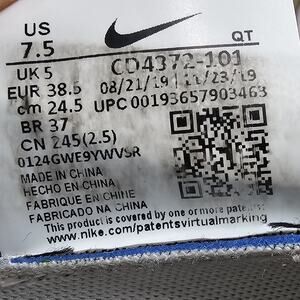 US
7.5
QT
UK 5
EUR 38.5
cm 24.5
BR 37
CN 245(2.5)
CD4372-101
08/21/19 11/23/19
UPC 00193657903463
0124GWE9YWVSR
MADE IN CHINA
HECHO EN CHINA
FABRIQUE EN CHINE
FABRICADO NA CHINA
This product is covered by one or more patents
www.nike.com/patentsvirtualmarking